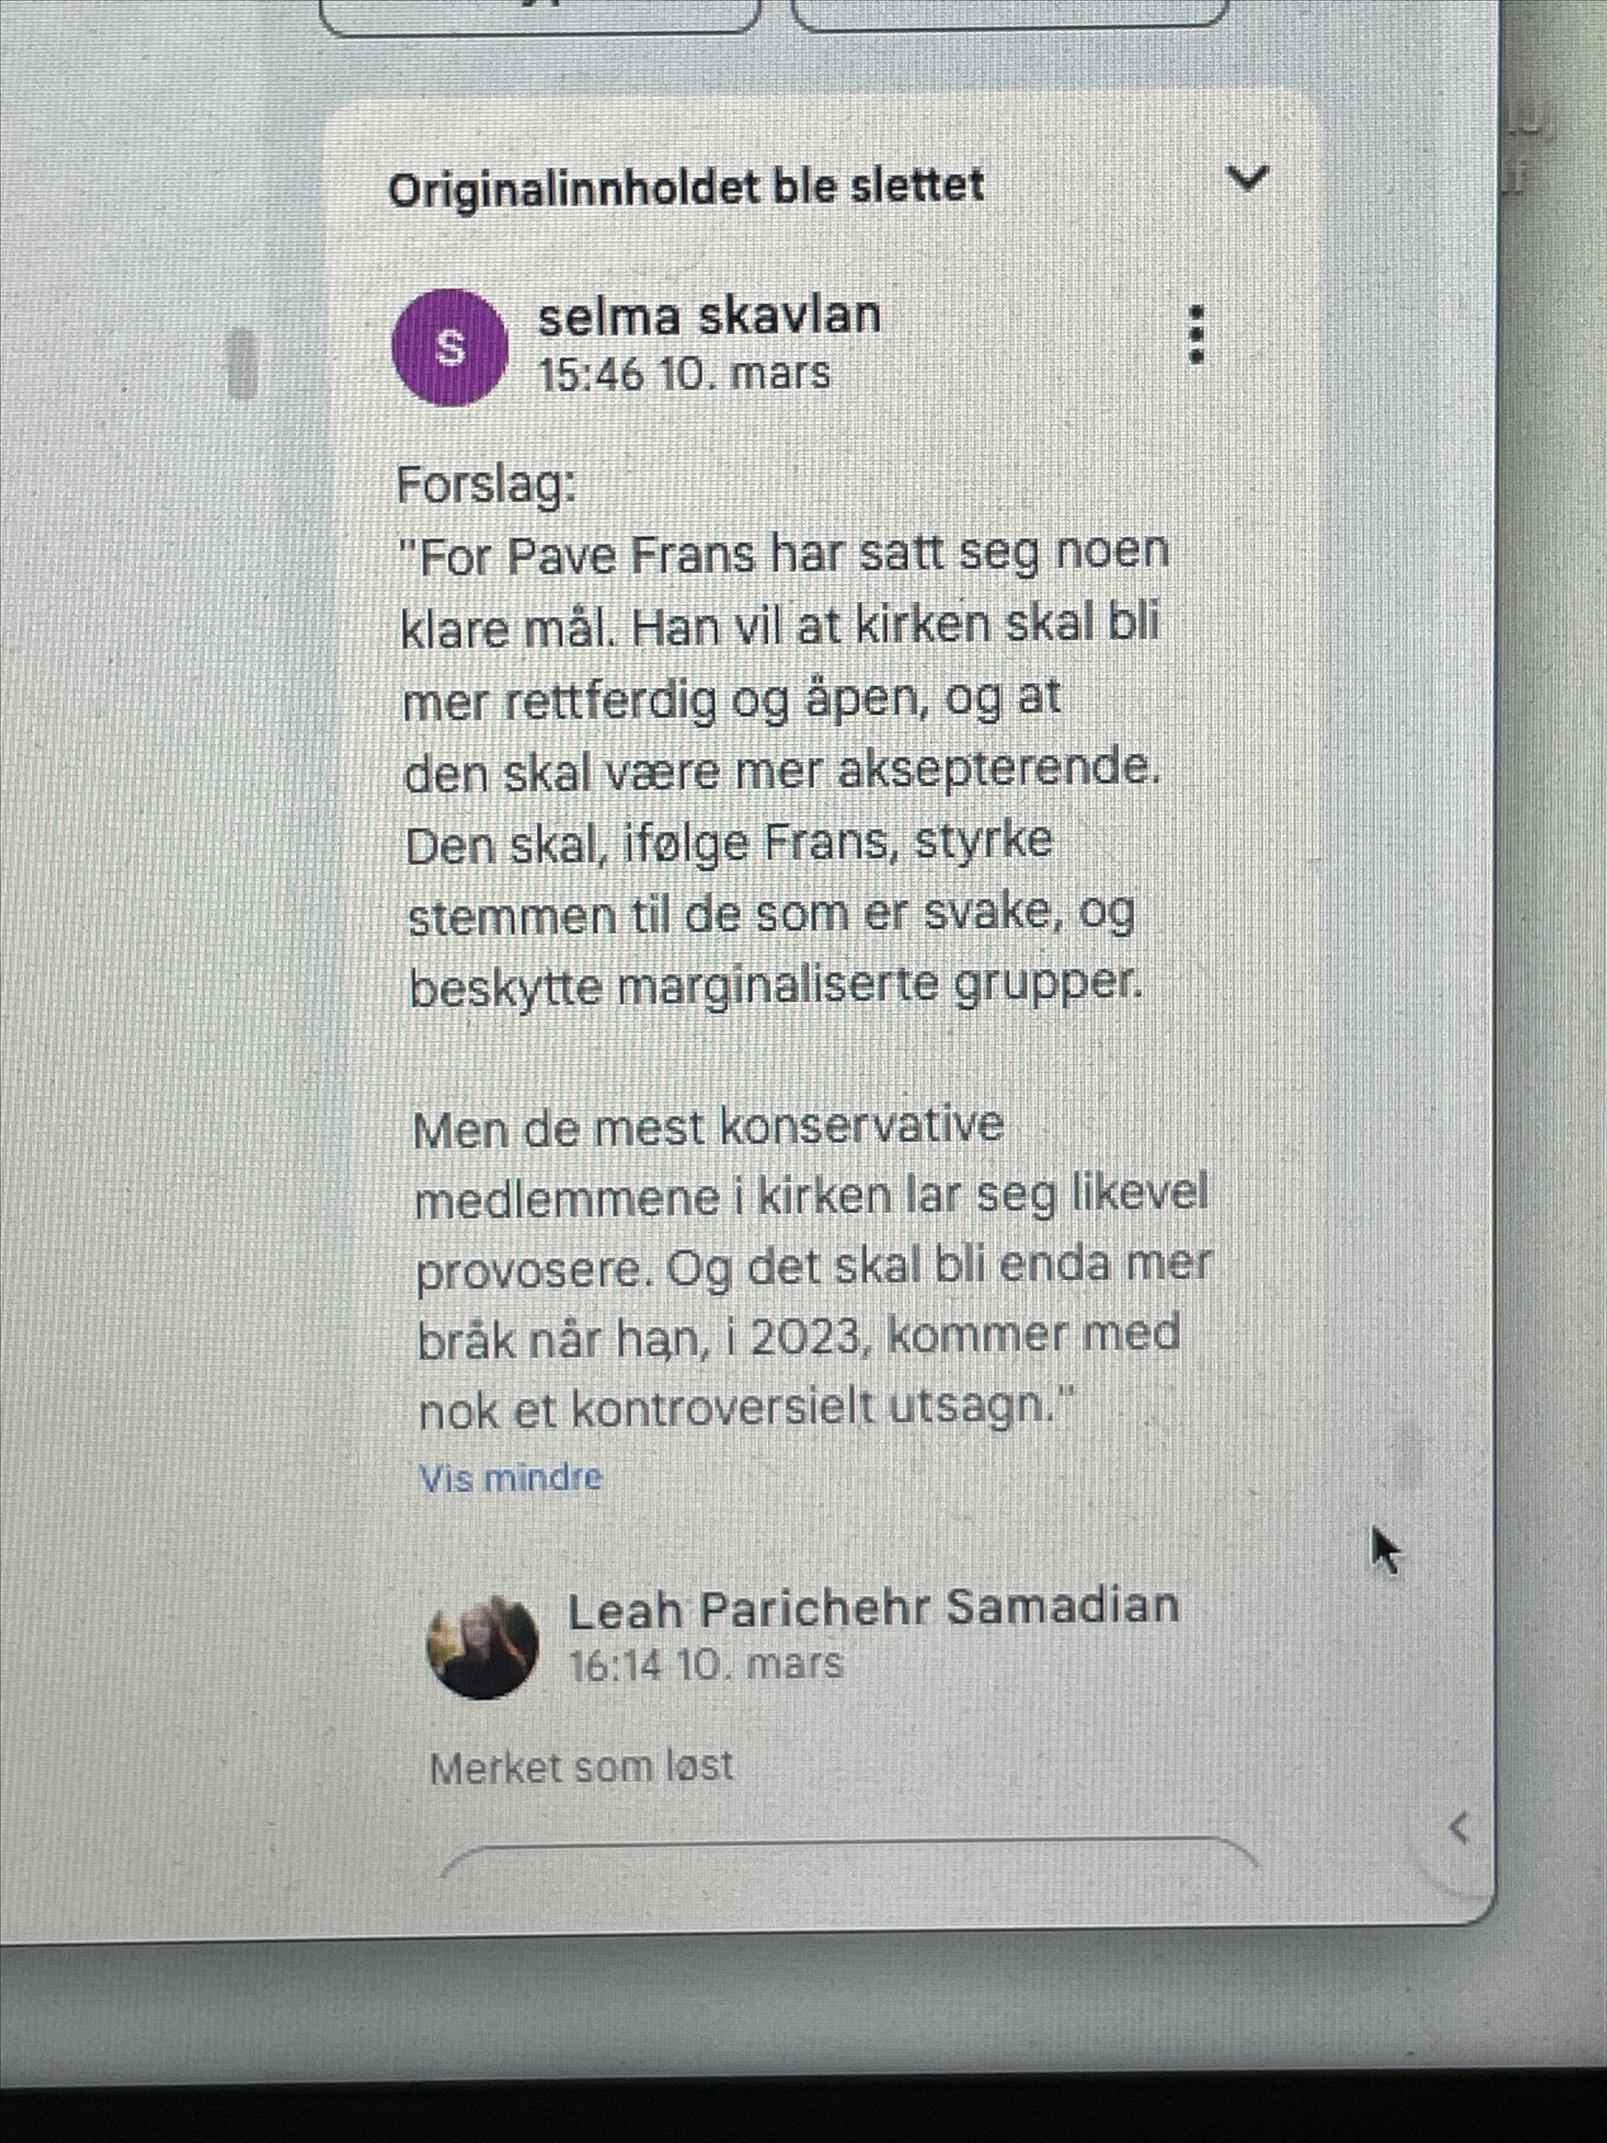 Originalinnholdet ble slettet
S
selma skavlan
15:46 10. mars
Forslag:
"For Pave Frans har satt seg noen
klare mål. Han vil at kirken skal bli
mer rettferdig og åpen, og at
den skal være mer aksepterende.
Den skal, ifølge Frans, styrke
stemmen til de som er svake, og
beskytte marginaliserte grupper.
Men de mest konservative
medlemmene i kirken lar seg likevel
provosere. Og det skal bli enda mer
bråk når han, i 2023, kommer med
nok et kontroversielt utsagn."
Vis mindre
Leah Parichehr Samadian
16:14 10. mars
Merket som løst